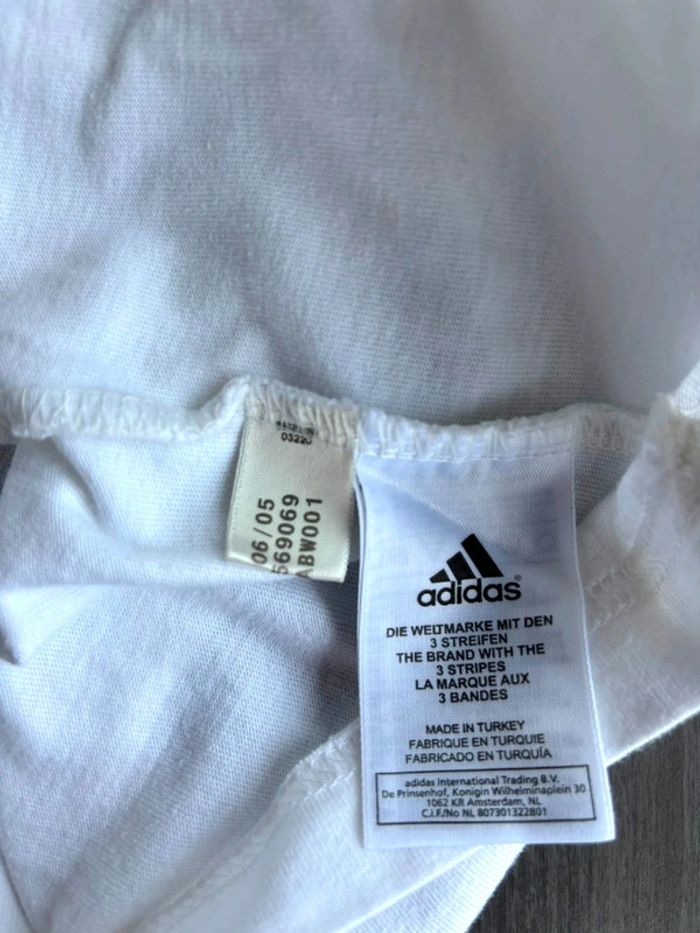 03220
06/05
569069
ABW001
adidas
DIE WELTMARKE MIT DEN
3 STREIFEN
THE BRAND WITH THE
3 STRIPES
LA MARQUE AUX
3 BANDES
MADE IN TURKEY
FABRIQUE EN TURQUIE
FABRICADO EN TURQUÍA
adidas International Trading B.V.
De Prinsenhof, Konigin Wilhelminaplein 30
1062 KR Amsterdam, NL
C.I.F./No NL 807301322B01